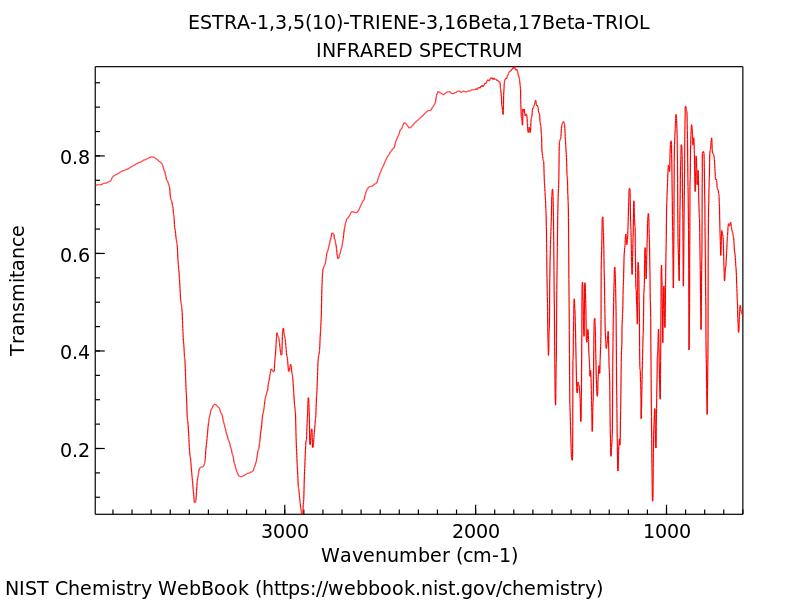 ESTRA-1,3,5(10)-TRIENE-3,16Beta,17Beta-TRIOL
INFRARED SPECTRUM
0.8
0.6
0.4
0.2
Transmitance
3000 2000 1000
Wavenumber (cm-1)
NIST Chemistry WebBook (https://webbook.nist.gov/chemistry)